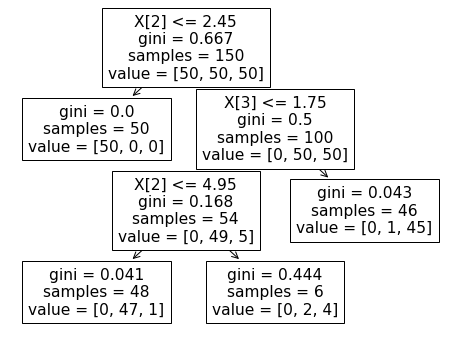 X[2] <= 2.45
gini = 0.667
samples = 150
value = [50, 50, 50]
gini = 0.0
samples = 50
value = [50, 0, 0]
X[3] <= 1.75
gini = 0.5
samples = 100
value = [0, 50, 50]
X[2] <= 4.95
gini = 0.168
samples = 54
value = [0, 49, 5]
gini = 0.043
samples = 46
value = [0, 1, 45]
gini = 0.041
samples = 48
value = [0, 47, 1]
gini = 0.444
samples = 6
value = [0, 2, 4]